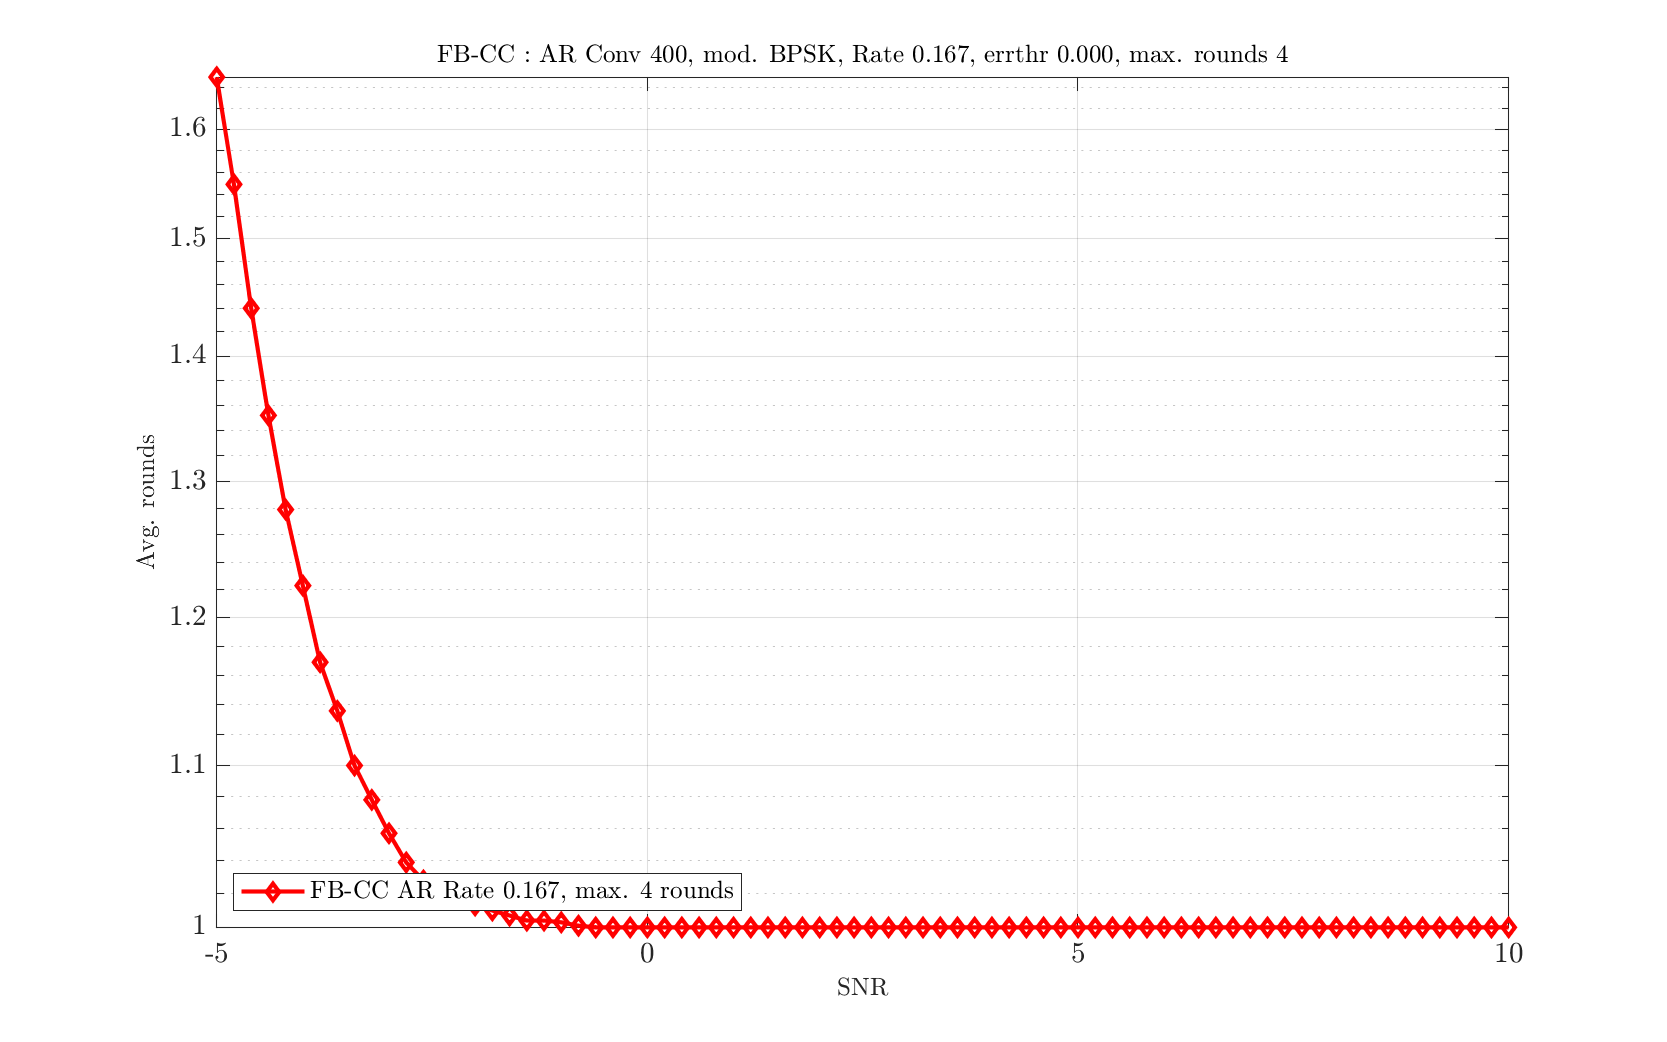 FB-CC : AR Conv 400, mod. BPSK, Rate 0.167, errthr 0.000, max. rounds 4
1.6
1.5
1.4
1.3
1.2
1.1
1
Avg. rounds
FB-CC AR Rate 0.167, max. 4 rounds
-5
0
5
10
SNR